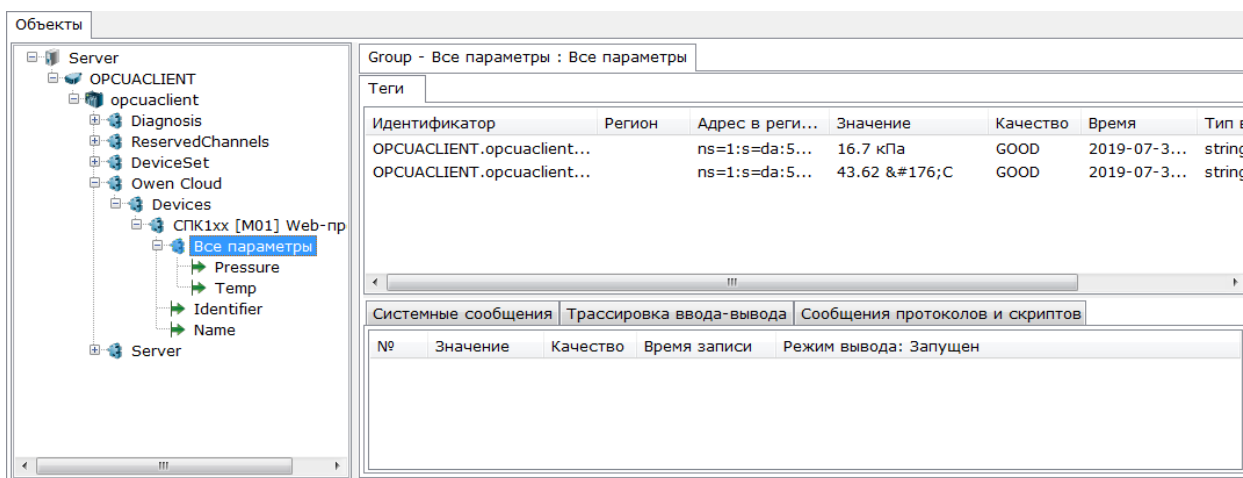 Объекты
Server
OPCUACLIENT
opcuaclient
Diagnosis
ReservedChannels
DeviceSet
Owen Cloud
Devices
СПК1xx [M01] Web-пр
Все параметры
Pressure
Temp
Identifier
Name
Server
Group - Все параметры : Все параметры
Теги
Идентификатор Регион Адрес в реги... Значение Качество Время Тип в
OPCUACLIENT.opcuaclient... ns=1:s=da:5... 16.7 кПа GOOD 2019-07-3... string
OPCUACLIENT.opcuaclient... ns=1:s=da:5... 43.62 &#176;C GOOD 2019-07-3... string
Системные сообщения Трассировка ввода-вывода Сообщения протоколов и скриптов
№ Значение Качество Время записи Режим вывода: Запущен